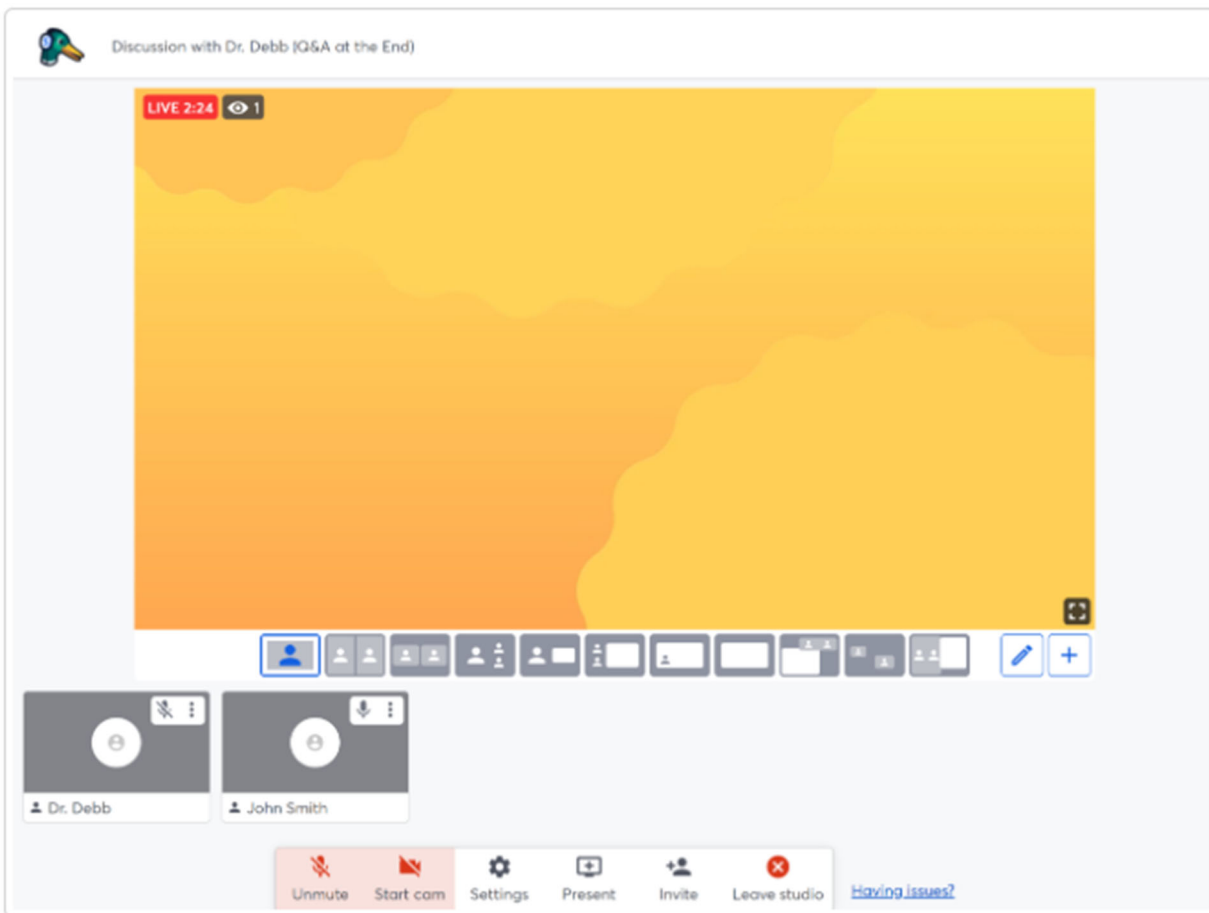 Discussion with Dr. Debb (Q&A at the End)
LIVE 2:24 1
Dr. Debb John Smith
Unmute Start cam Settings Present Invite Leave studio Having issues?